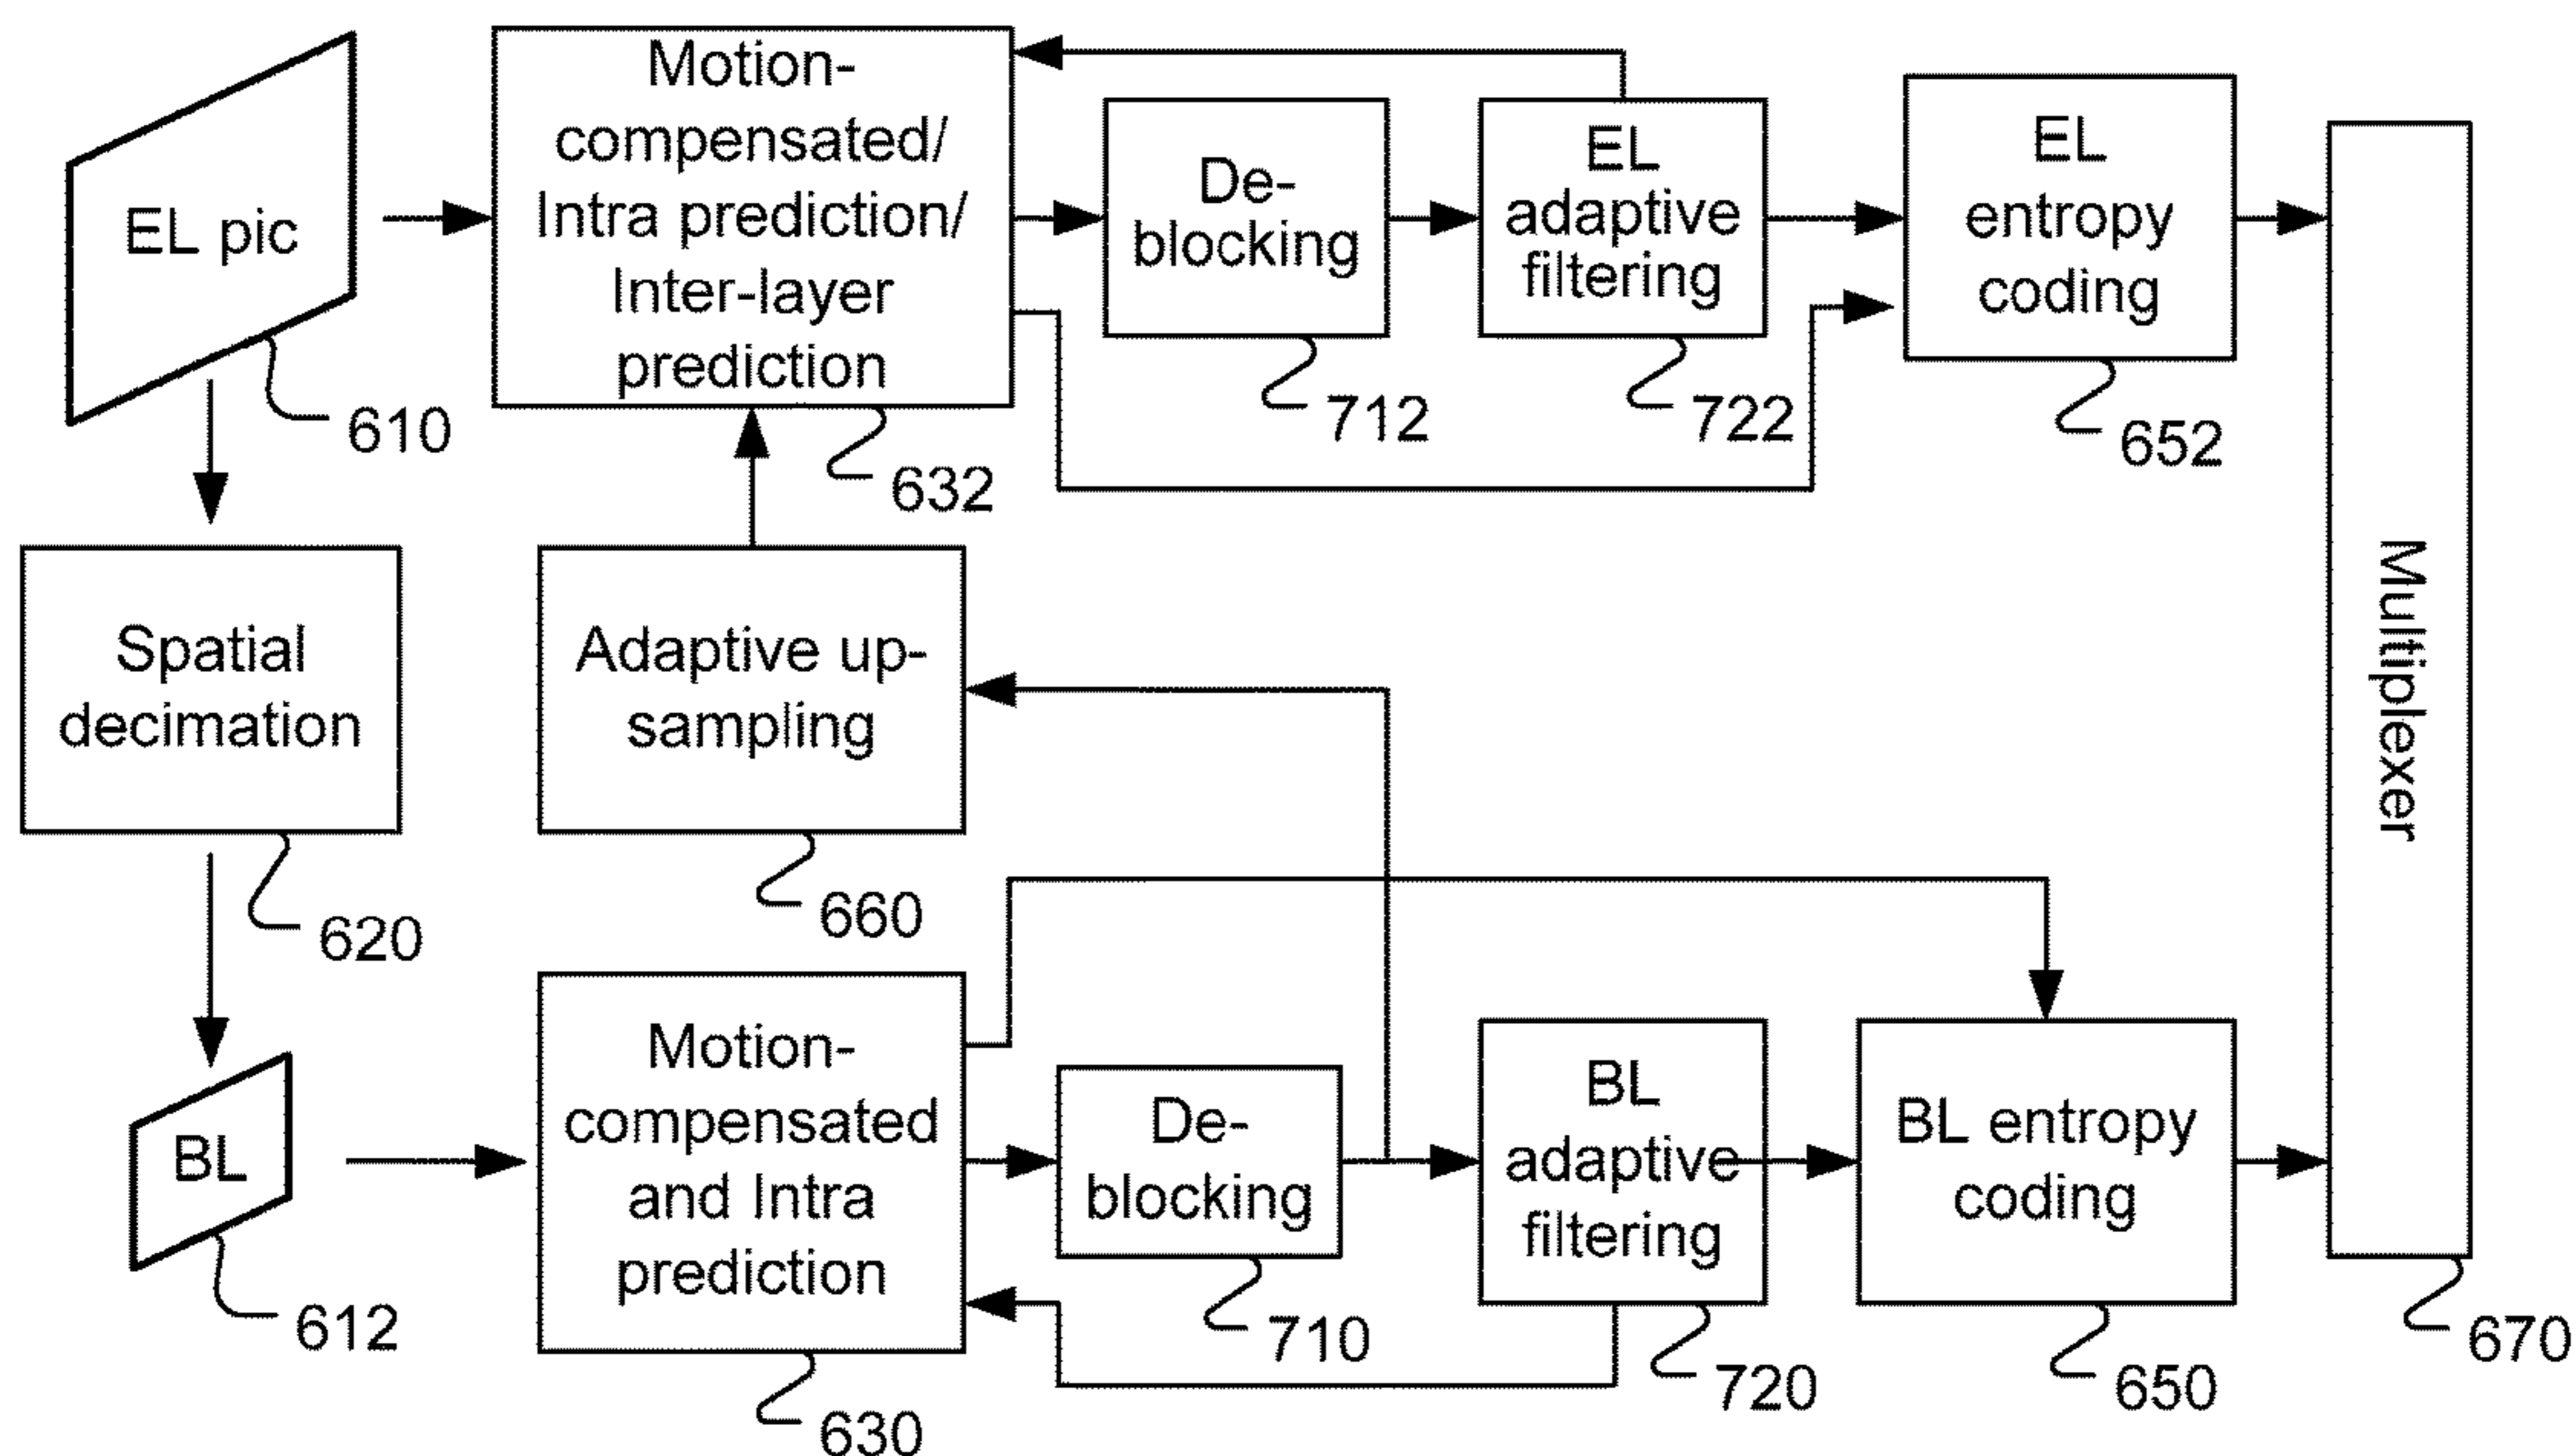 EL pic
610
Motion-
compensated/
Intra prediction/
Inter-layer
prediction
632
De-
blocking
712
EL
adaptive
filtering
722
EL
entropy
coding
652
Multiplexer
670
Spatial
decimation
620
Adaptive up-
sampling
660
BL
612
Motion-
compensated
and Intra
prediction
630
De-
blocking
710
BL
adaptive
filtering
720
BL entropy
coding
650